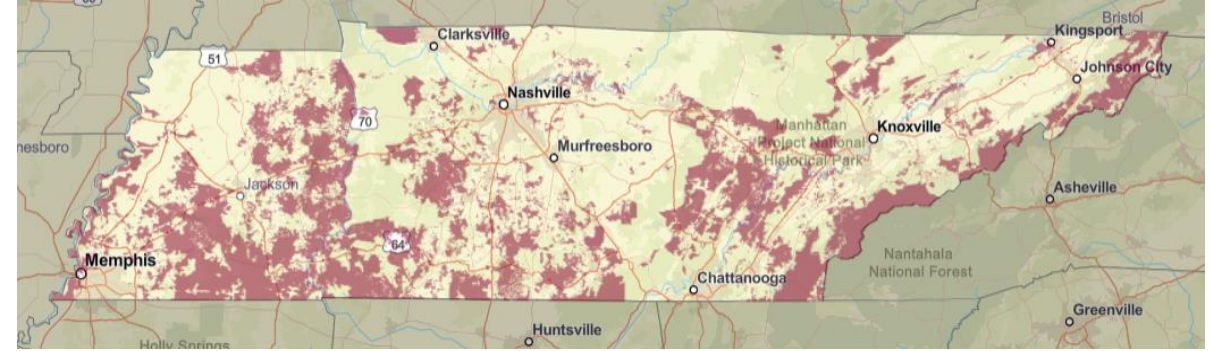 Bristol
Kingsport
Clarksville
51
Johnson City
Nashville
70
Manhattan
Project National
Historical Park
Knoxville
nesboro
Murfreesboro
Jackson
Asheville
64
Memphis
Nantahala
National Forest
Chattanooga
Greenville
Huntsville
Holly Springs